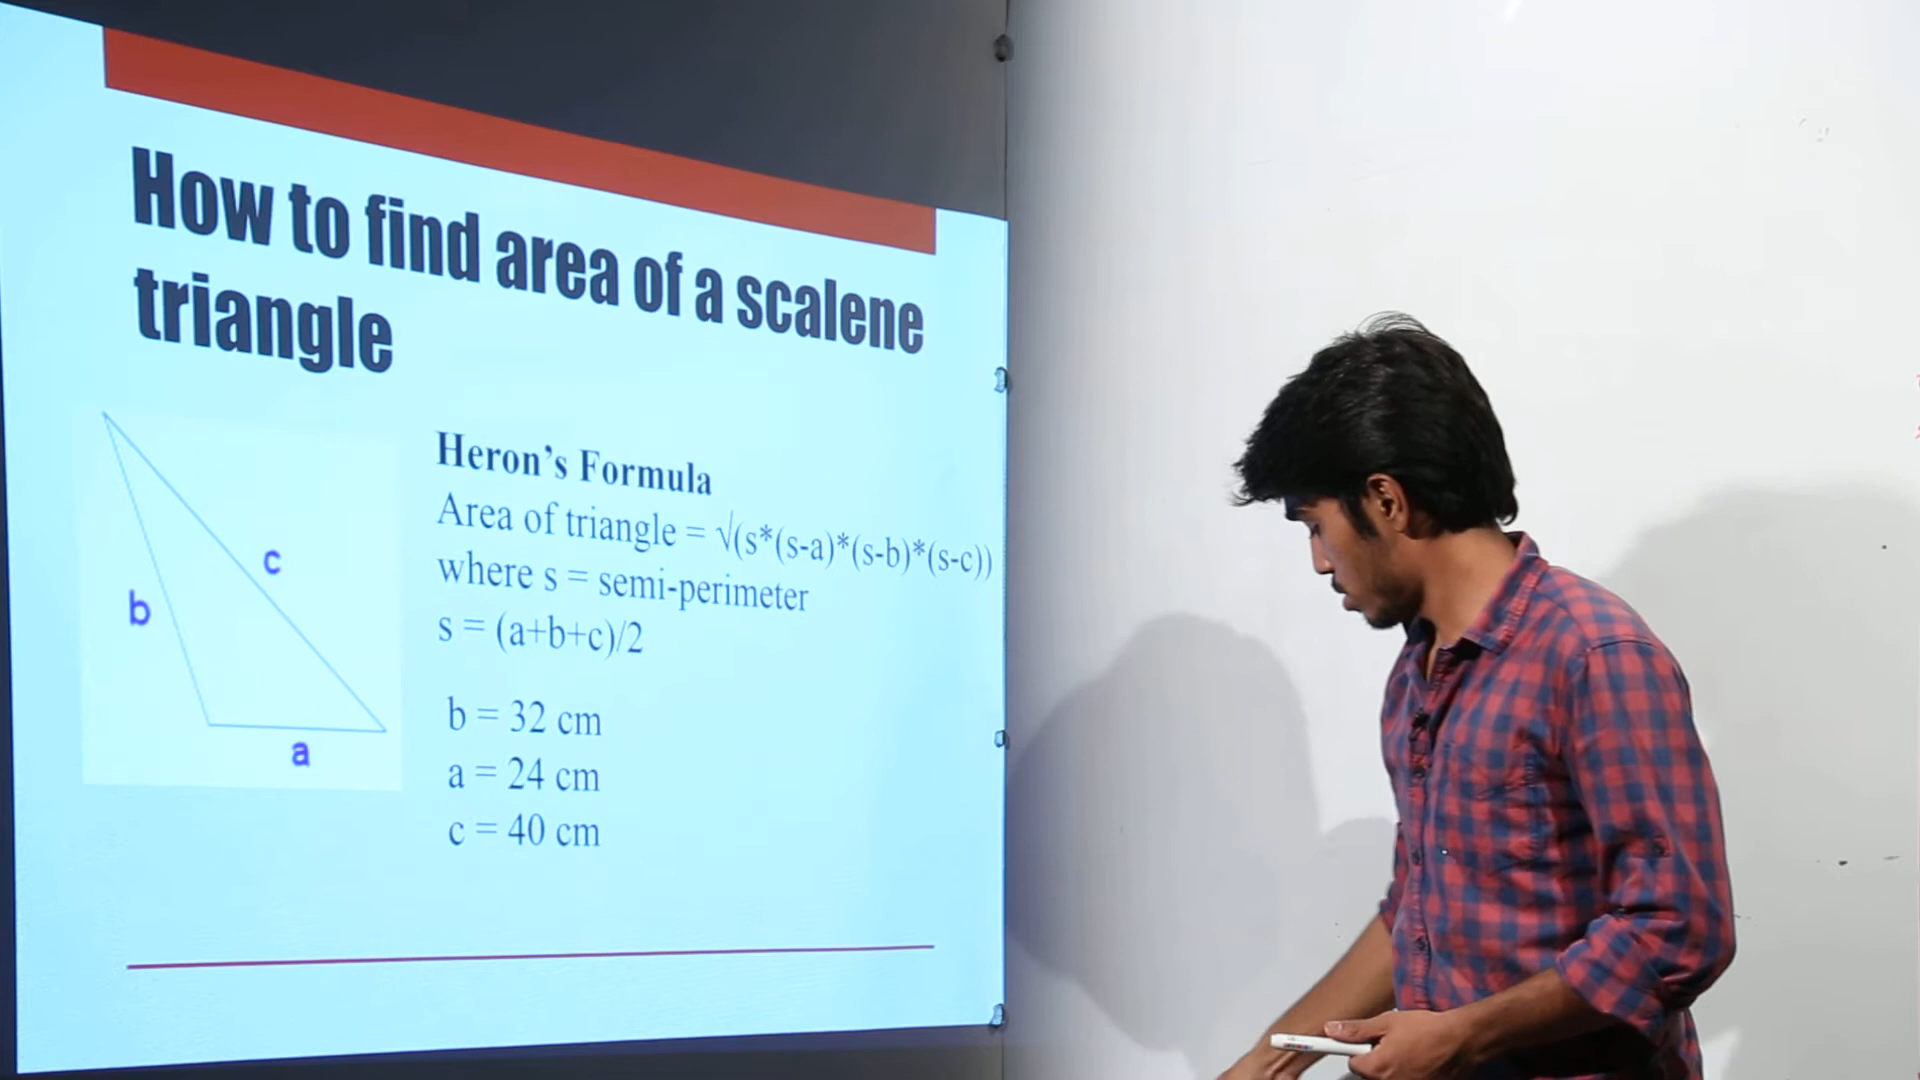 How to find area of a scalene
triangle
Heron’s Formula
Area of triangle = √(s*(s-a)*(s-b)*(s-c))
where s = semi-perimeter
s = (a+b+c)/2
b = 32 cm
a = 24 cm
c = 40 cm
c
b
a